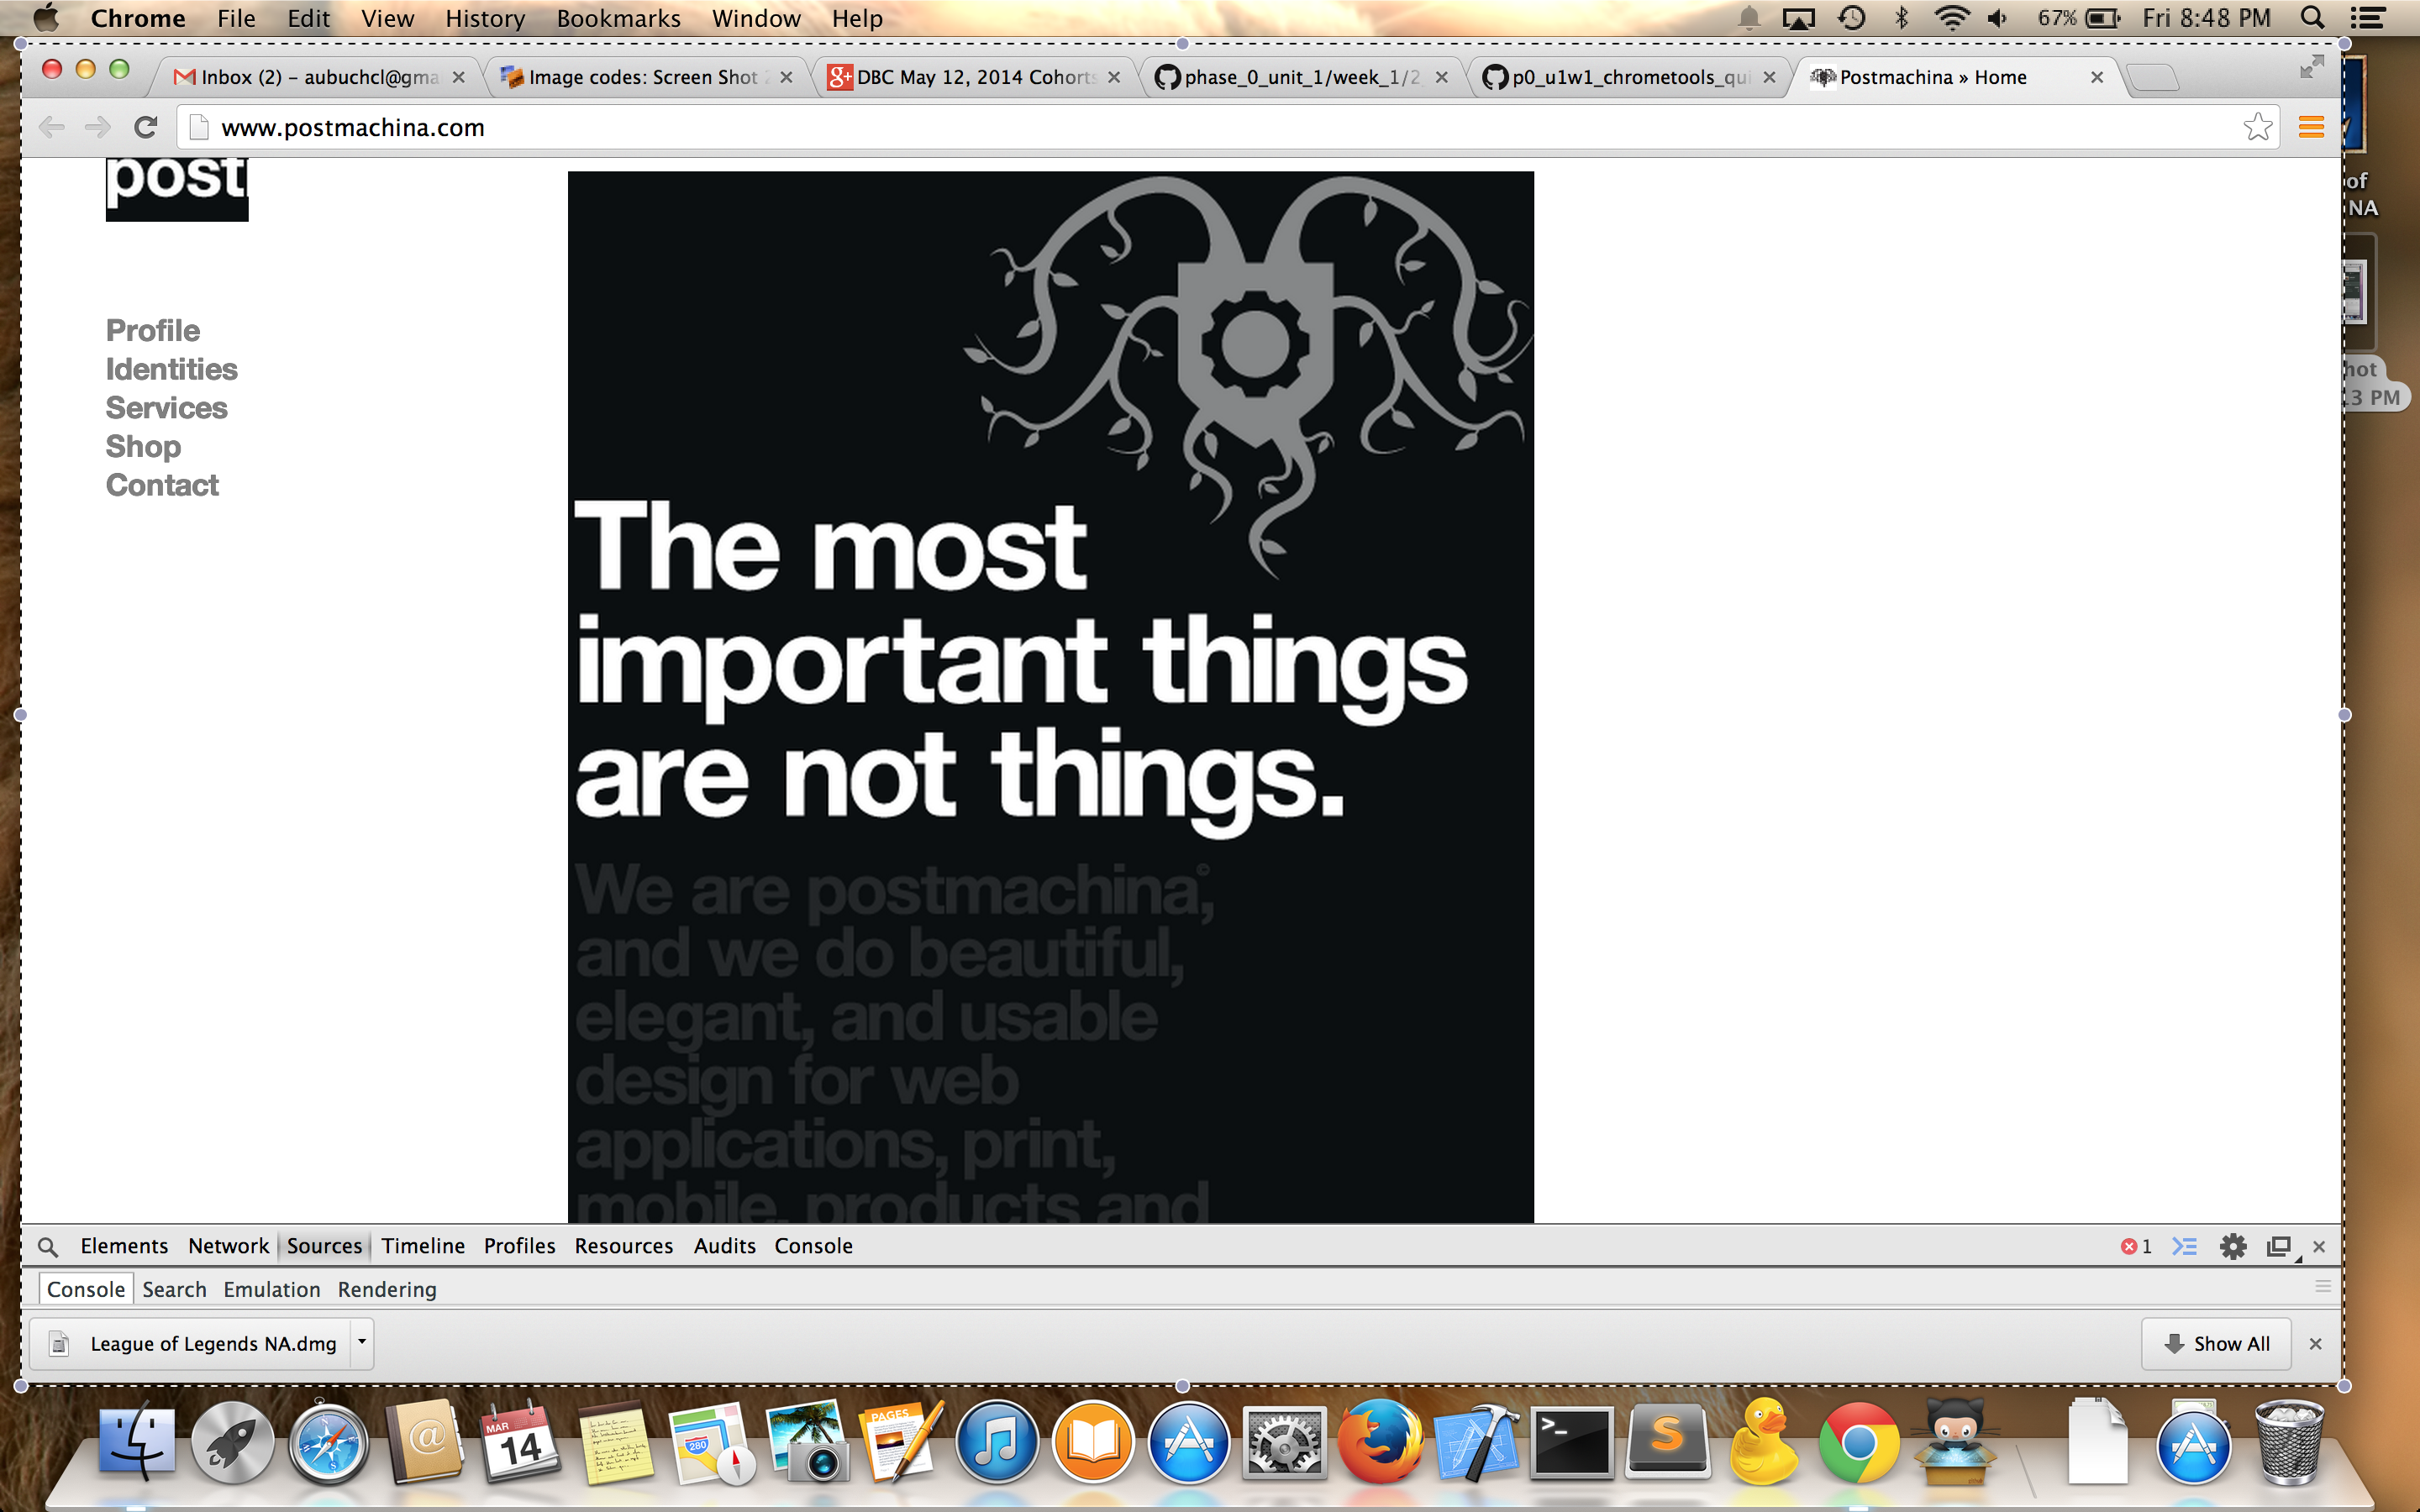 Chrome File Edit View History Bookmarks Window Help 67% Fri 8:48 PM
Inbox (2) – aubuchcl@gma Image codes: Screen Shot DBC May 12, 2014 Cohorts phase_0_unit_1/week_1/2 p0_u1w1_chrometools_qui Postmachina » Home
www.postmachina.com
of
NA
hot
3 PM
post
Profile
Identities
Services
Shop
Contact
The most
important things
are not things.
We are postmachina©,
and we do beautiful,
elegant, and usable
design for web
applications, print,
mobile, products and
Elements Network Sources Timeline Profiles Resources Audits Console 1
Console Search Emulation Rendering
League of Legends NA.dmg Show All
MAR
14
280
PAGES